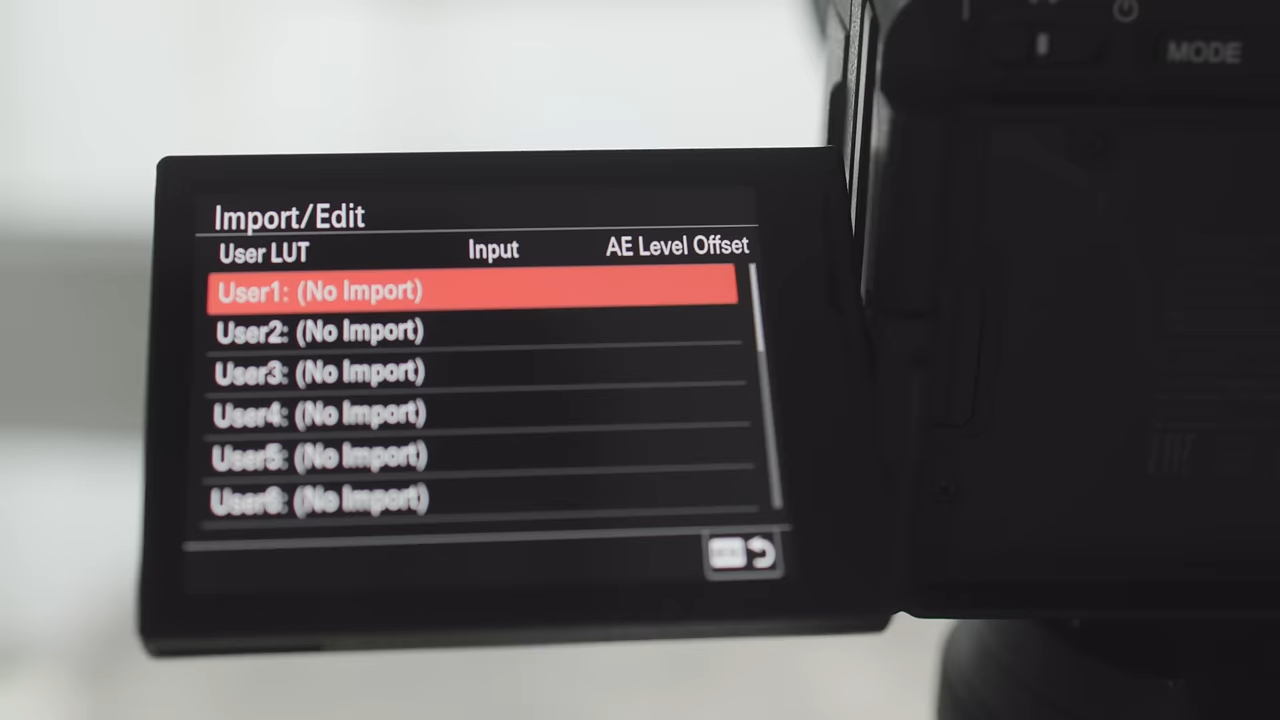 MODE
Import/Edit
User LUT Input AE Level Offset
User1: (No Import)
User2: (No Import)
User3: (No Import)
User4: (No Import)
User5: (No Import)
User6: (No Import)